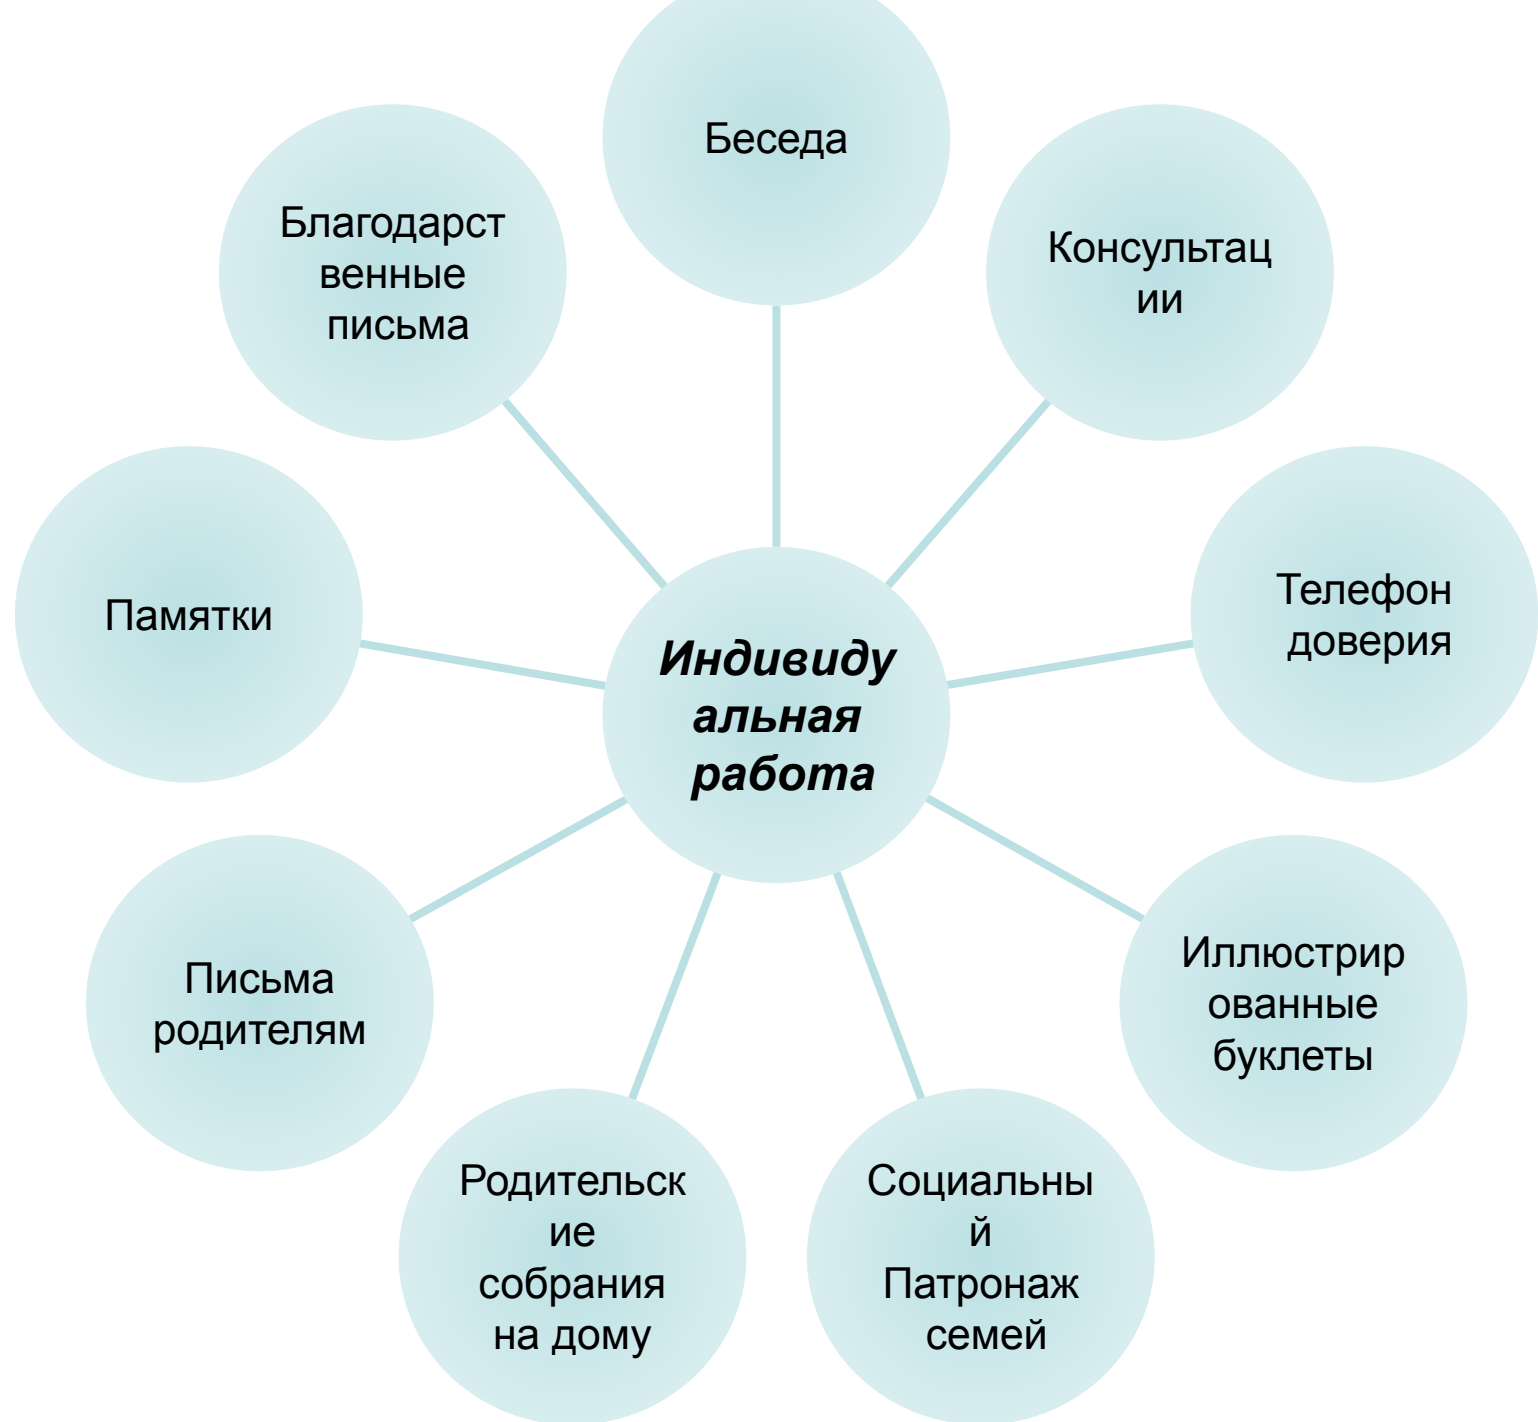 Беседа
Благодарст
венные
письма
Консультац
ии
Памятки
Телефон
доверия
Индивиду
альная
работа
Письма
родителям
Иллюстрир
ованные
буклеты
Родительск
ие
собрания
на дому
Социальны
й
Патронаж
семей